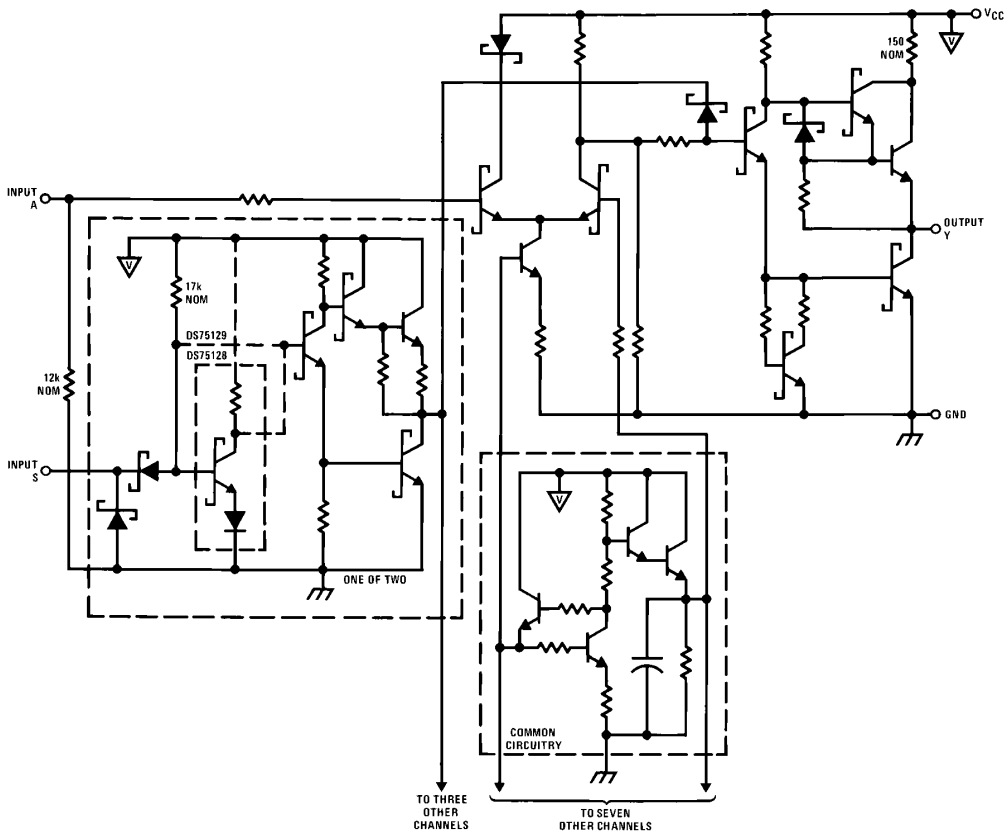 VCC
V
150
NOM
INPUT
A
V
17k
NOM
DS75129
DS75128
12k
NOM
OUTPUT
Y
GND
INPUT
S
V
ONE OF TWO
COMMON
CIRCUITRY
TO THREE
OTHER
CHANNELS
TO SEVEN
OTHER CHANNELS